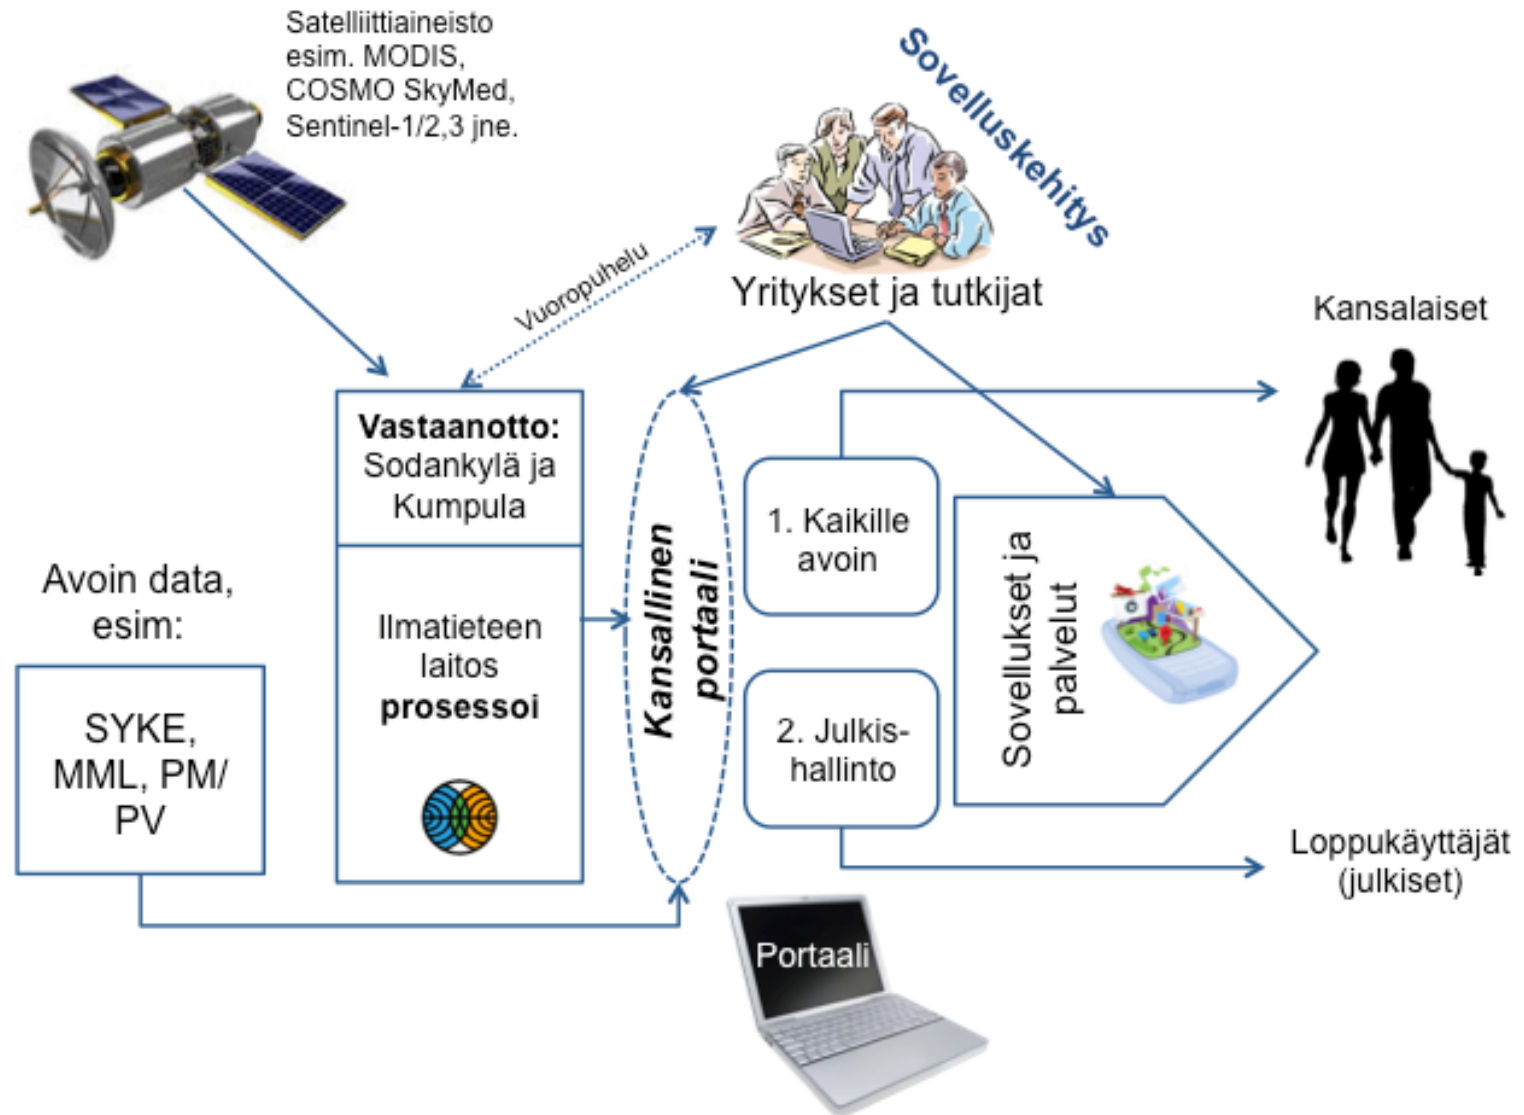 Satelliittiaineisto
esim. MODIS,
COSMO SkyMed,
Sentinel-1/2,3 jne.
Sovelluskehitys
Vuoropuhelu
Yritykset ja tutkijat
Kansalaiset
Vastaanotto:
Sodankylä ja
Kumpula
Ilmatieteen
laitos
prosessoi
Avoin data,
esim:
SYKE,
MML, PM/
PV
Kansallinen
portaali
1. Kaikille
avoin
2. Julkis-
hallinto
Sovellukset ja
palvelut
Loppukäyttäjät
(julkiset)
Portaali